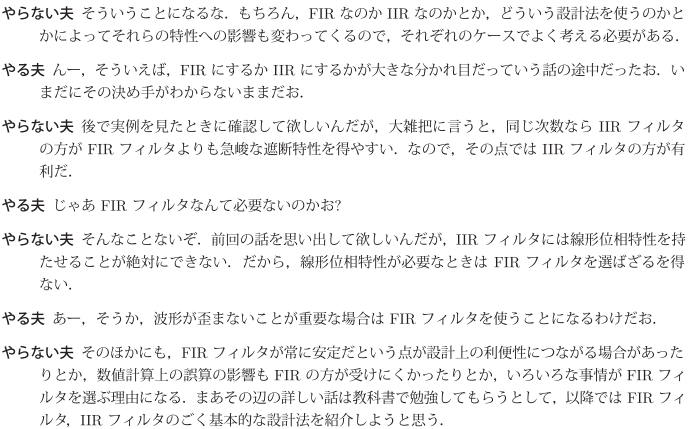 やらない夫 そういうことになるな．もちろん，FIR なのか IIR なのかとか，どういう設計法を使うのかと
かによってそれらの特性への影響も変わってくるので，それぞれのケースでよく考える必要がある．
やる夫 んー，そういえば，FIR にするか IIR にするかが大きな分かれ目だっていう話の途中だったお．い
まだにその決め手がわからないままだお．
やらない夫 後で実例を見たときに確認して欲しいんだが，大雑把に言うと，同じ次数なら IIR フィルタ
の方が FIR フィルタよりも急峻な遮断特性を得やすい．なので，その点では IIR フィルタの方が有
利だ．
やる夫 じゃあ FIR フィルタなんて必要ないのかお?
やらない夫 そんなことないぞ．前回の話を思い出して欲しいんだが，IIR フィルタには線形位相特性を持
たせることが絶対にできない．だから，線形位相特性が必要なときは FIR フィルタを選ばざるを得
ない．
やる夫 あー，そうか，波形が歪まないことが重要な場合は FIR フィルタを使うことになるわけだお．
やらない夫 そのほかにも，FIR フィルタが常に安定だという点が設計上の利便性につながる場合があった
りとか，数値計算上の誤差の影響も FIR の方が受けにくかったりとか，いろいろな事情が FIR フィ
ルタを選ぶ理由になる．まあその辺の詳しい話は教科書で勉強してもらうとして，以降では FIR フィ
ルタ，IIR フィルタのごく基本的な設計法を紹介しようと思う．